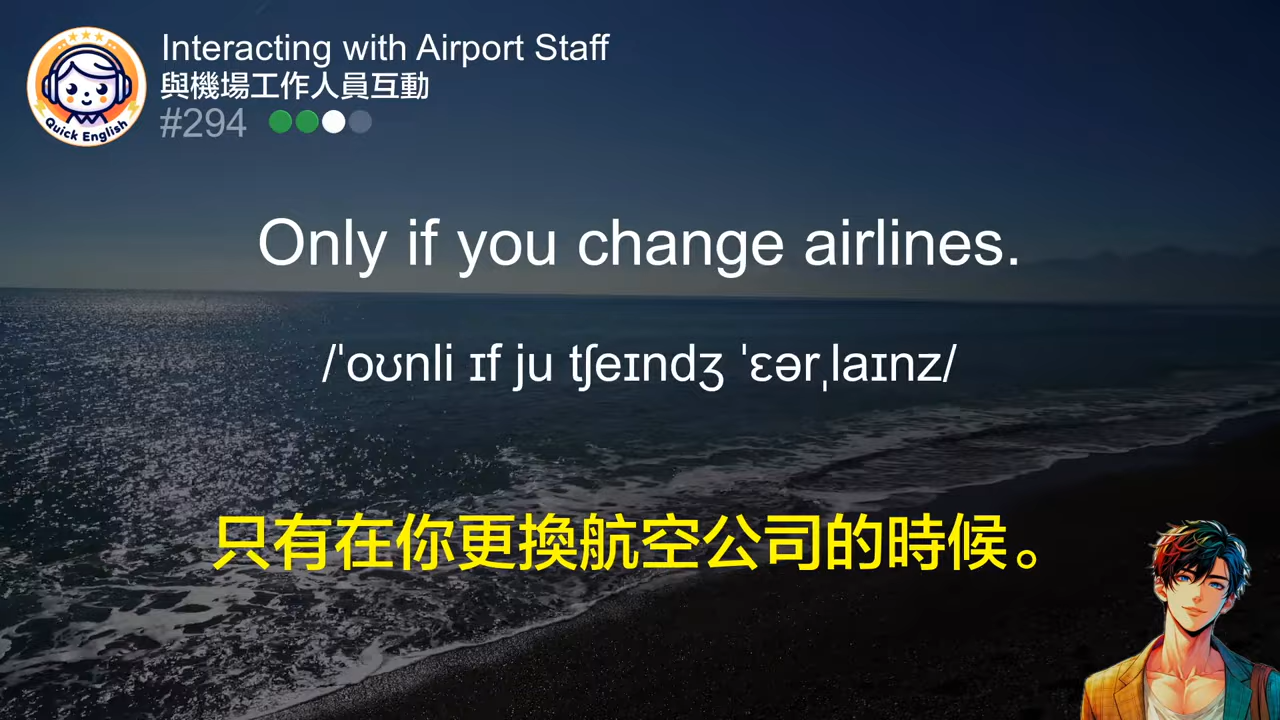 Interacting with Airport Staff
與機場工作人員互動
#294
Quick English
Only if you change airlines.
/ˈoʊnli ɪf ju tʃeɪndʒ ˈɛərˌlaɪnz/
只有在你更換航空公司的時候。